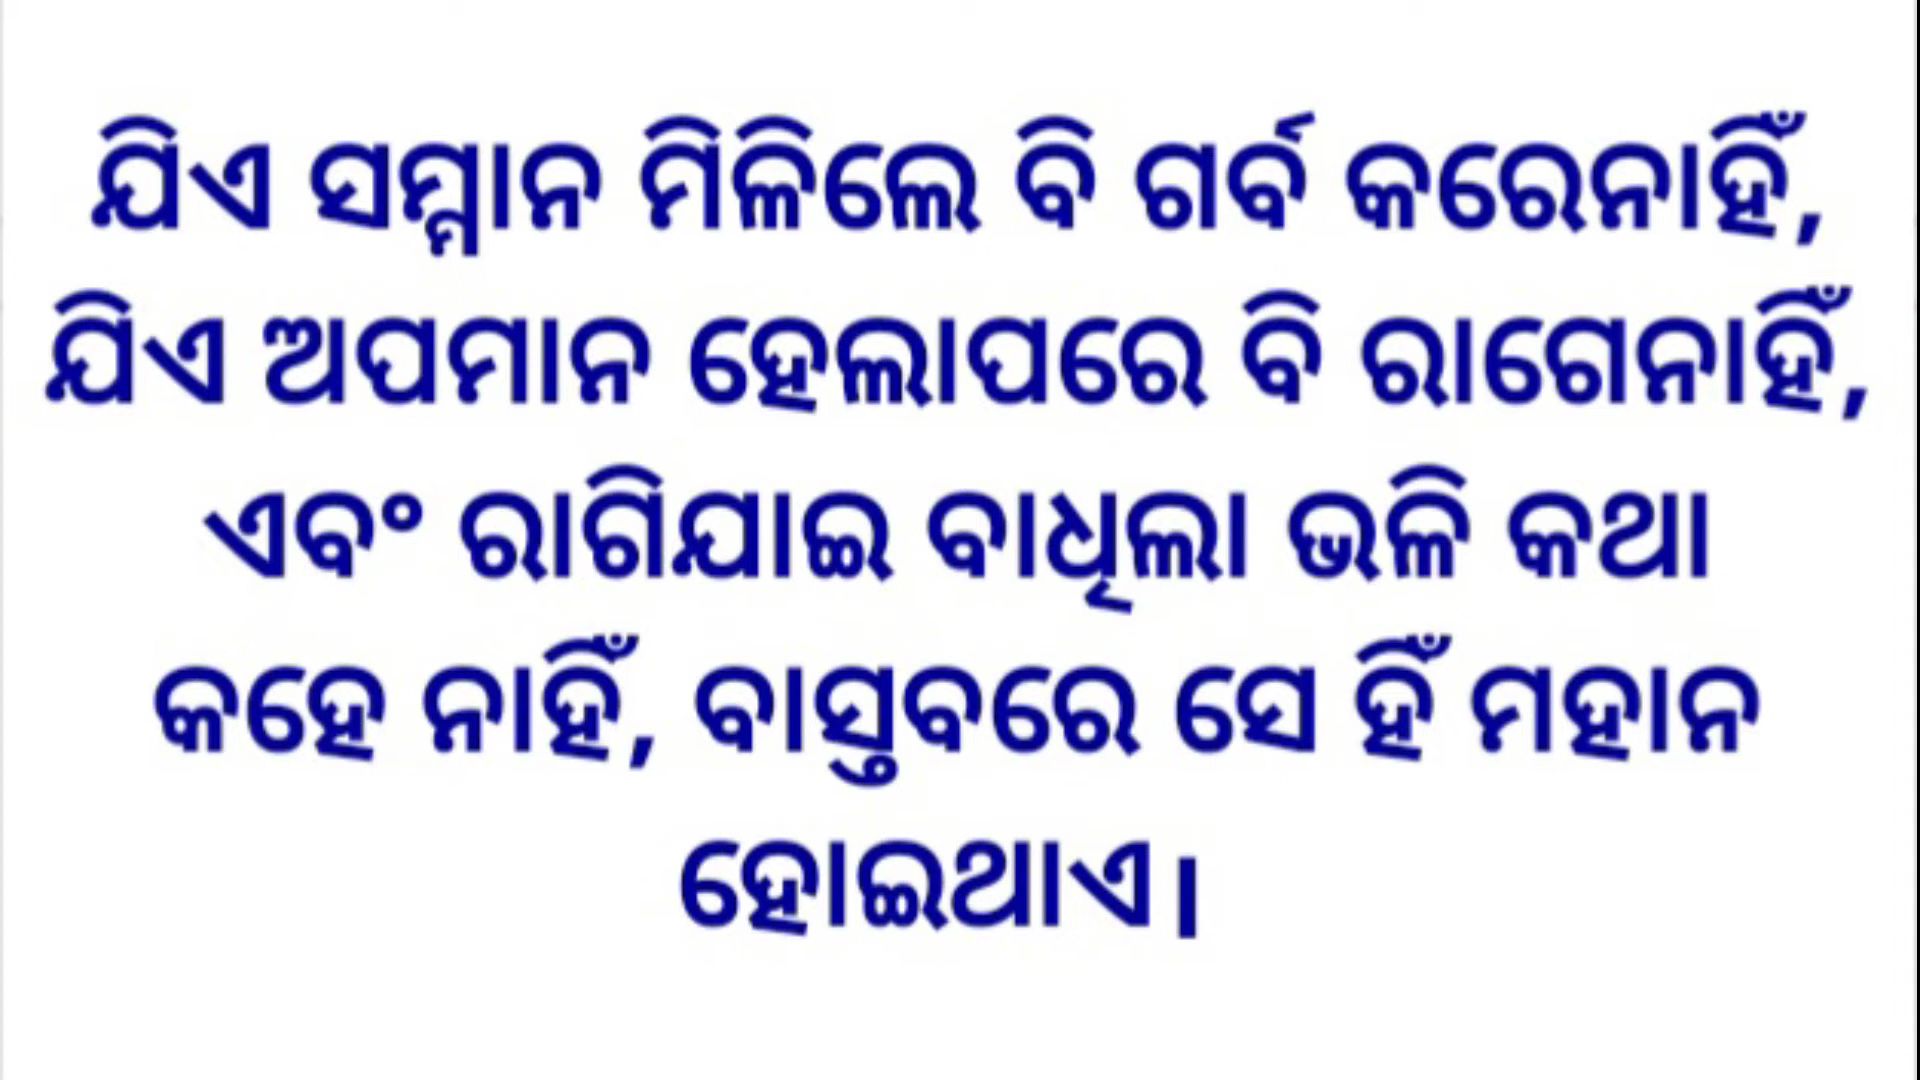 ଯିଏ ସମ୍ମାନ ମିଳିଲେ ବି ଗର୍ବ କରେନାହିଁ,
ଯିଏ ଅପମାନ ହେଲାପରେ ବି ରାଗେନାହିଁ,
ଏବଂ ରାଗିଯାଇ ବାଧିଲା ଭଳି କଥା
କହେ ନାହିଁ, ବାସ୍ତବରେ ସେ ହିଁ ମହାନ
ହୋଇଥାଏ।